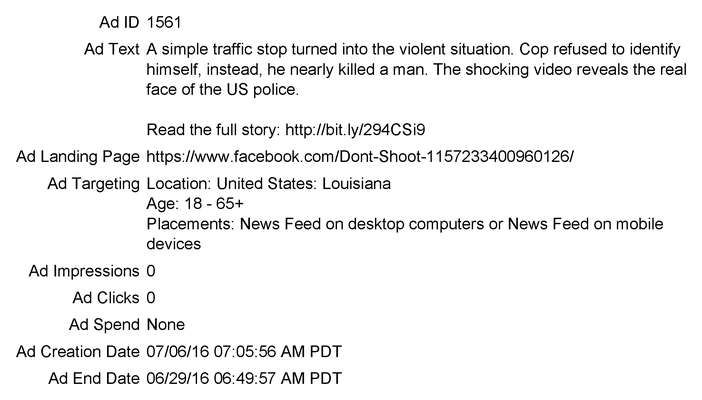 Ad ID 1561
Ad Text A simple traffic stop turned into the violent situation. Cop refused to identify
himself, instead, he nearly killed a man. The shocking video reveals the real
face of the US police.
Read the full story: http://bit.ly/294CSi9
Ad Landing Page https://www.facebook.com/Dont-Shoot-1157233400960126/
Ad Targeting Location: United States: Louisiana
Age: 18 - 65+
Placements: News Feed on desktop computers or News Feed on mobile
devices
Ad Impressions 0
Ad Clicks 0
Ad Spend None
Ad Creation Date 07/06/16 07:05:56 AM PDT
Ad End Date 06/29/16 06:49:57 AM PDT